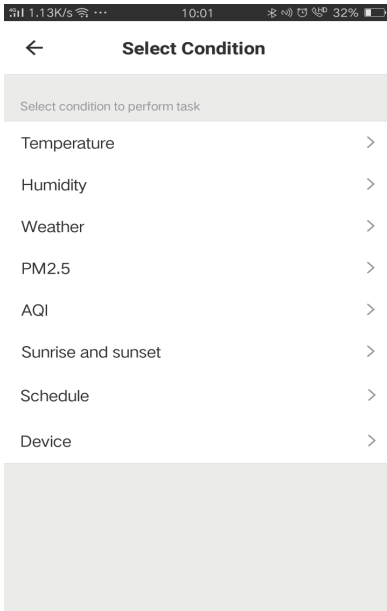 1.13K/s ··· 10:01 32%
Select Condition
Select condition to perform task
Temperature
Humidity
Weather
PM2.5
AQI
Sunrise and sunset
Schedule
Device